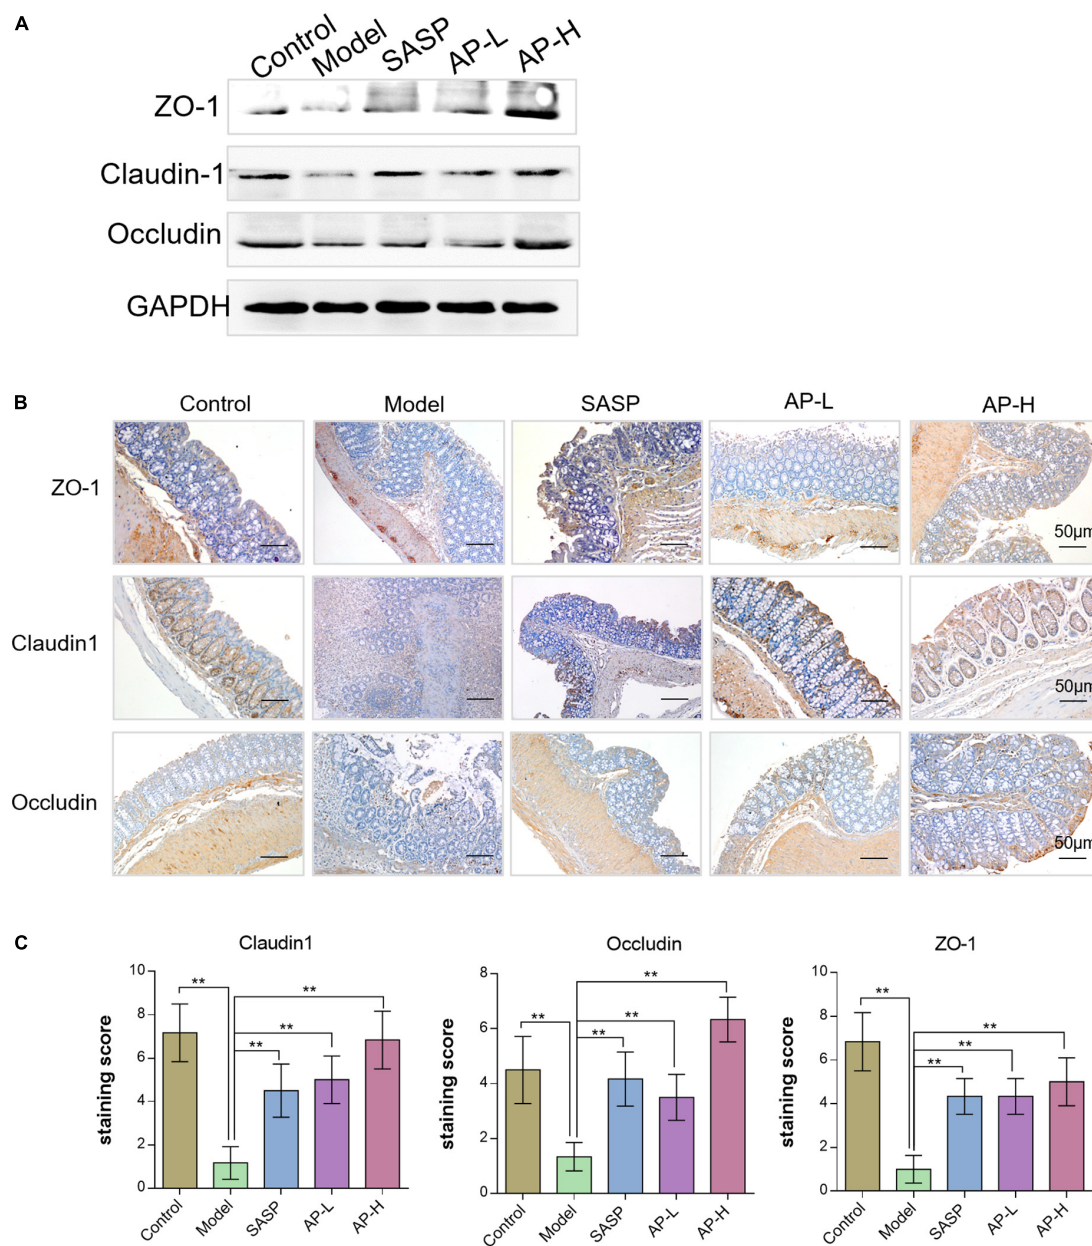 A
Control Model SASP AP-L AP-H
ZO-1
Claudin-1
Occludin
GAPDH
B
Control Model SASP AP-L AP-H
ZO-1
50μm
Claudin1
50μm
Occludin
50μm
C
Claudin1
staining score
10
8
6
4
2
0
** ** ** **
Control Model SASP AP-L AP-H
Occludin
staining score
8
6
4
2
0
** ** ** **
Control Model SASP AP-L AP-H
ZO-1
staining score
10
8
6
4
2
0
** ** ** **
Control Model SASP AP-L AP-H